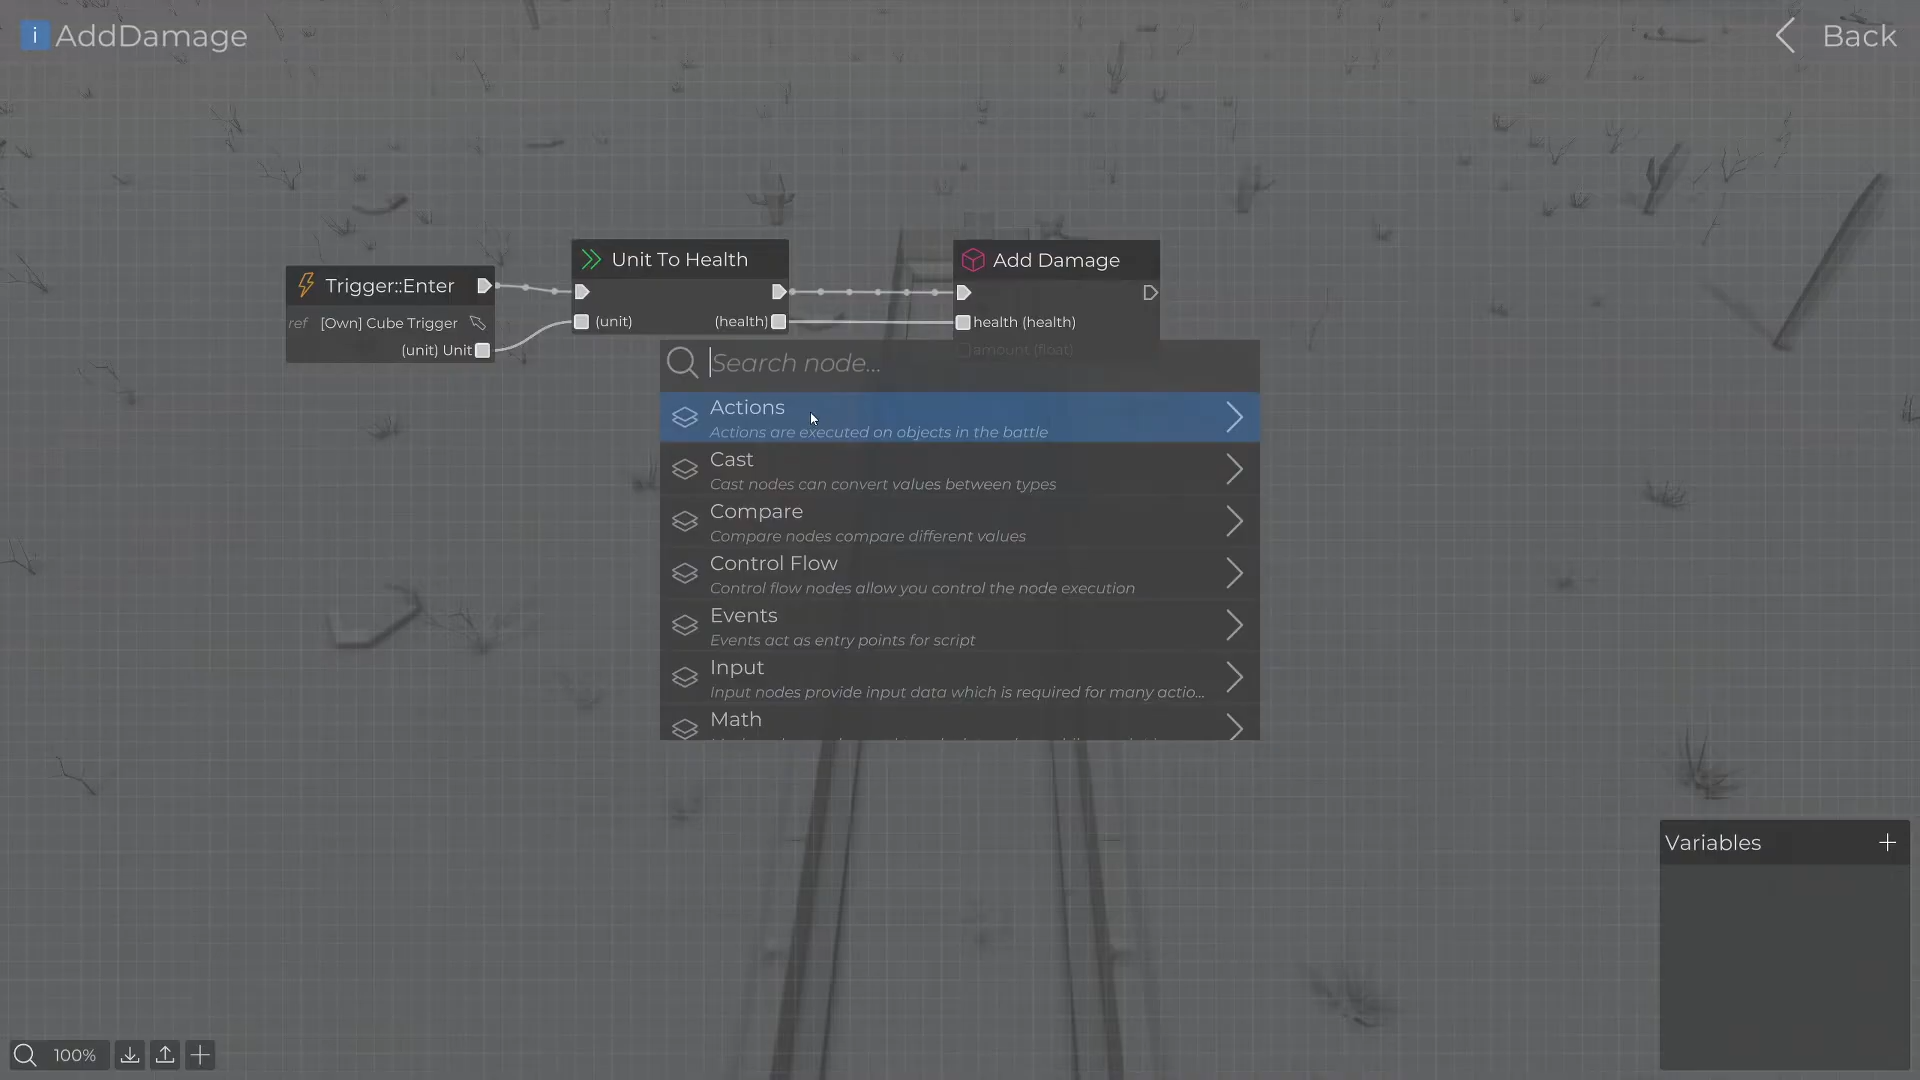 i AddDamage
Back
Trigger::Enter
ref [Own] Cube Trigger
(unit) Unit
Unit To Health
(unit) (health)
Add Damage
health (health)
amount (float)
Search node...
Actions
Actions are executed on objects in the battle
Cast
Cast nodes can convert values between types
Compare
Compare nodes compare different values
Control Flow
Control flow nodes allow you control the node execution
Events
Events act as entry points for script
Input
Input nodes provide input data which is required for many actio...
Math
Variables +
100%